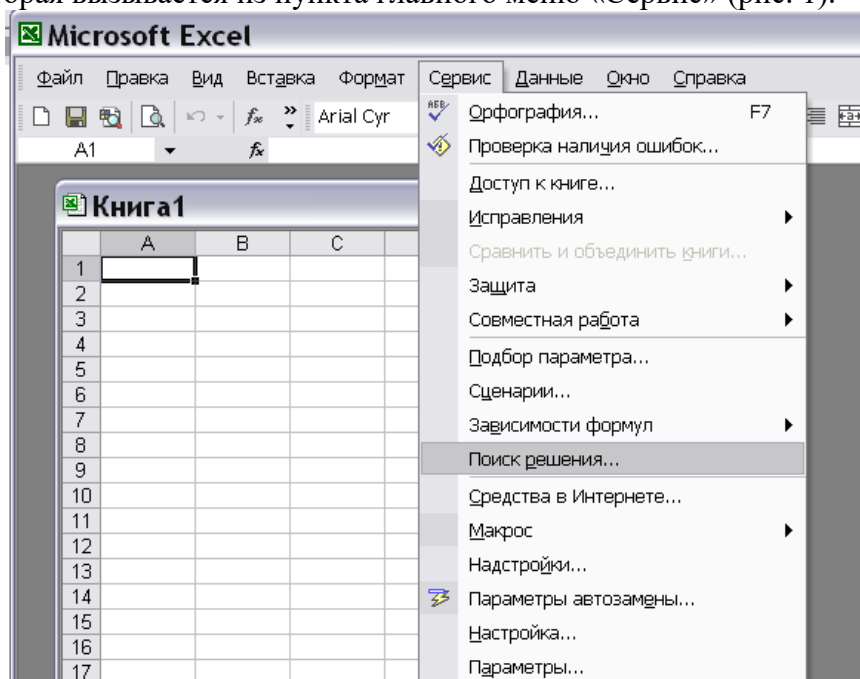 вызывается из пункта главного меню «Сервис» (рис. 1).
Microsoft Excel
Файл Правка Вид Вставка Формат Сервис Данные Окно Справка
Arial Cyr
A1 fx
Орфография... F7
Проверка наличия ошибок...
Доступ к книге...
Исправления
Сравнить и объединить книги...
Защита
Совместная работа
Подбор параметра...
Сценарии...
Зависимости формул
Поиск решения...
Средства в Интернете...
Макрос
Надстройки...
Параметры автозамены...
Настройка...
Параметры...
Книга1
A B C
1
2
3
4
5
6
7
8
9
10
11
12
13
14
15
16
17